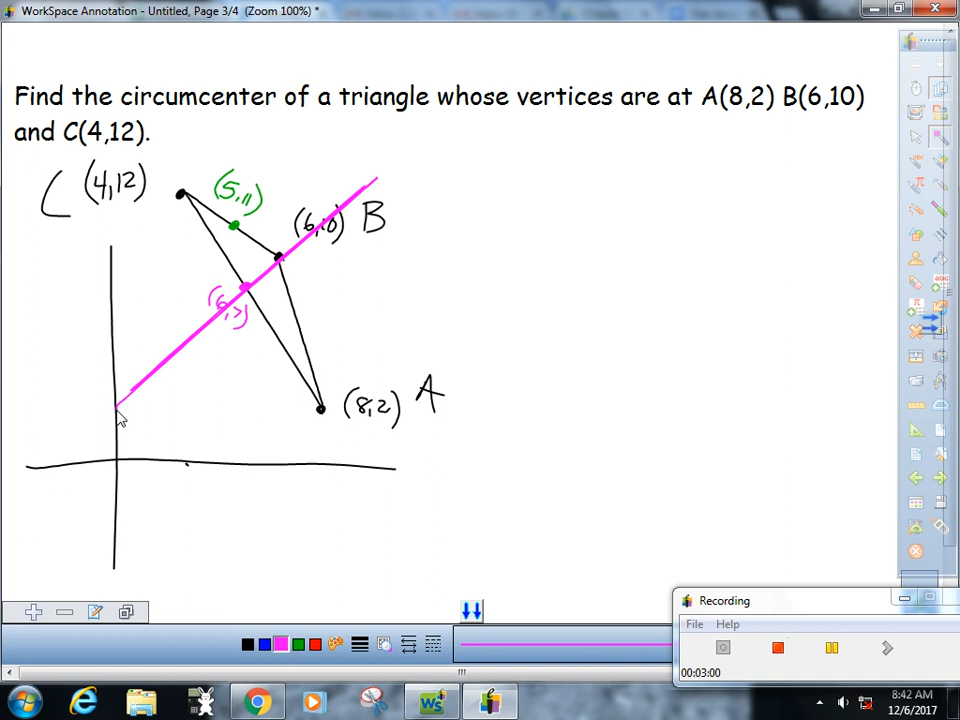 WorkSpace Annotation - Untitled, Page 3/4 (Zoom 100%) *
Find the circumcenter of a triangle whose vertices are at A(8,2) B(6,10)
and C(4,12).
C (4,12)
(5,11)
(6,10) B
(6,7)
(8,2) A
Recording
File Help
00:03:00
8:42 AM
12/6/2017